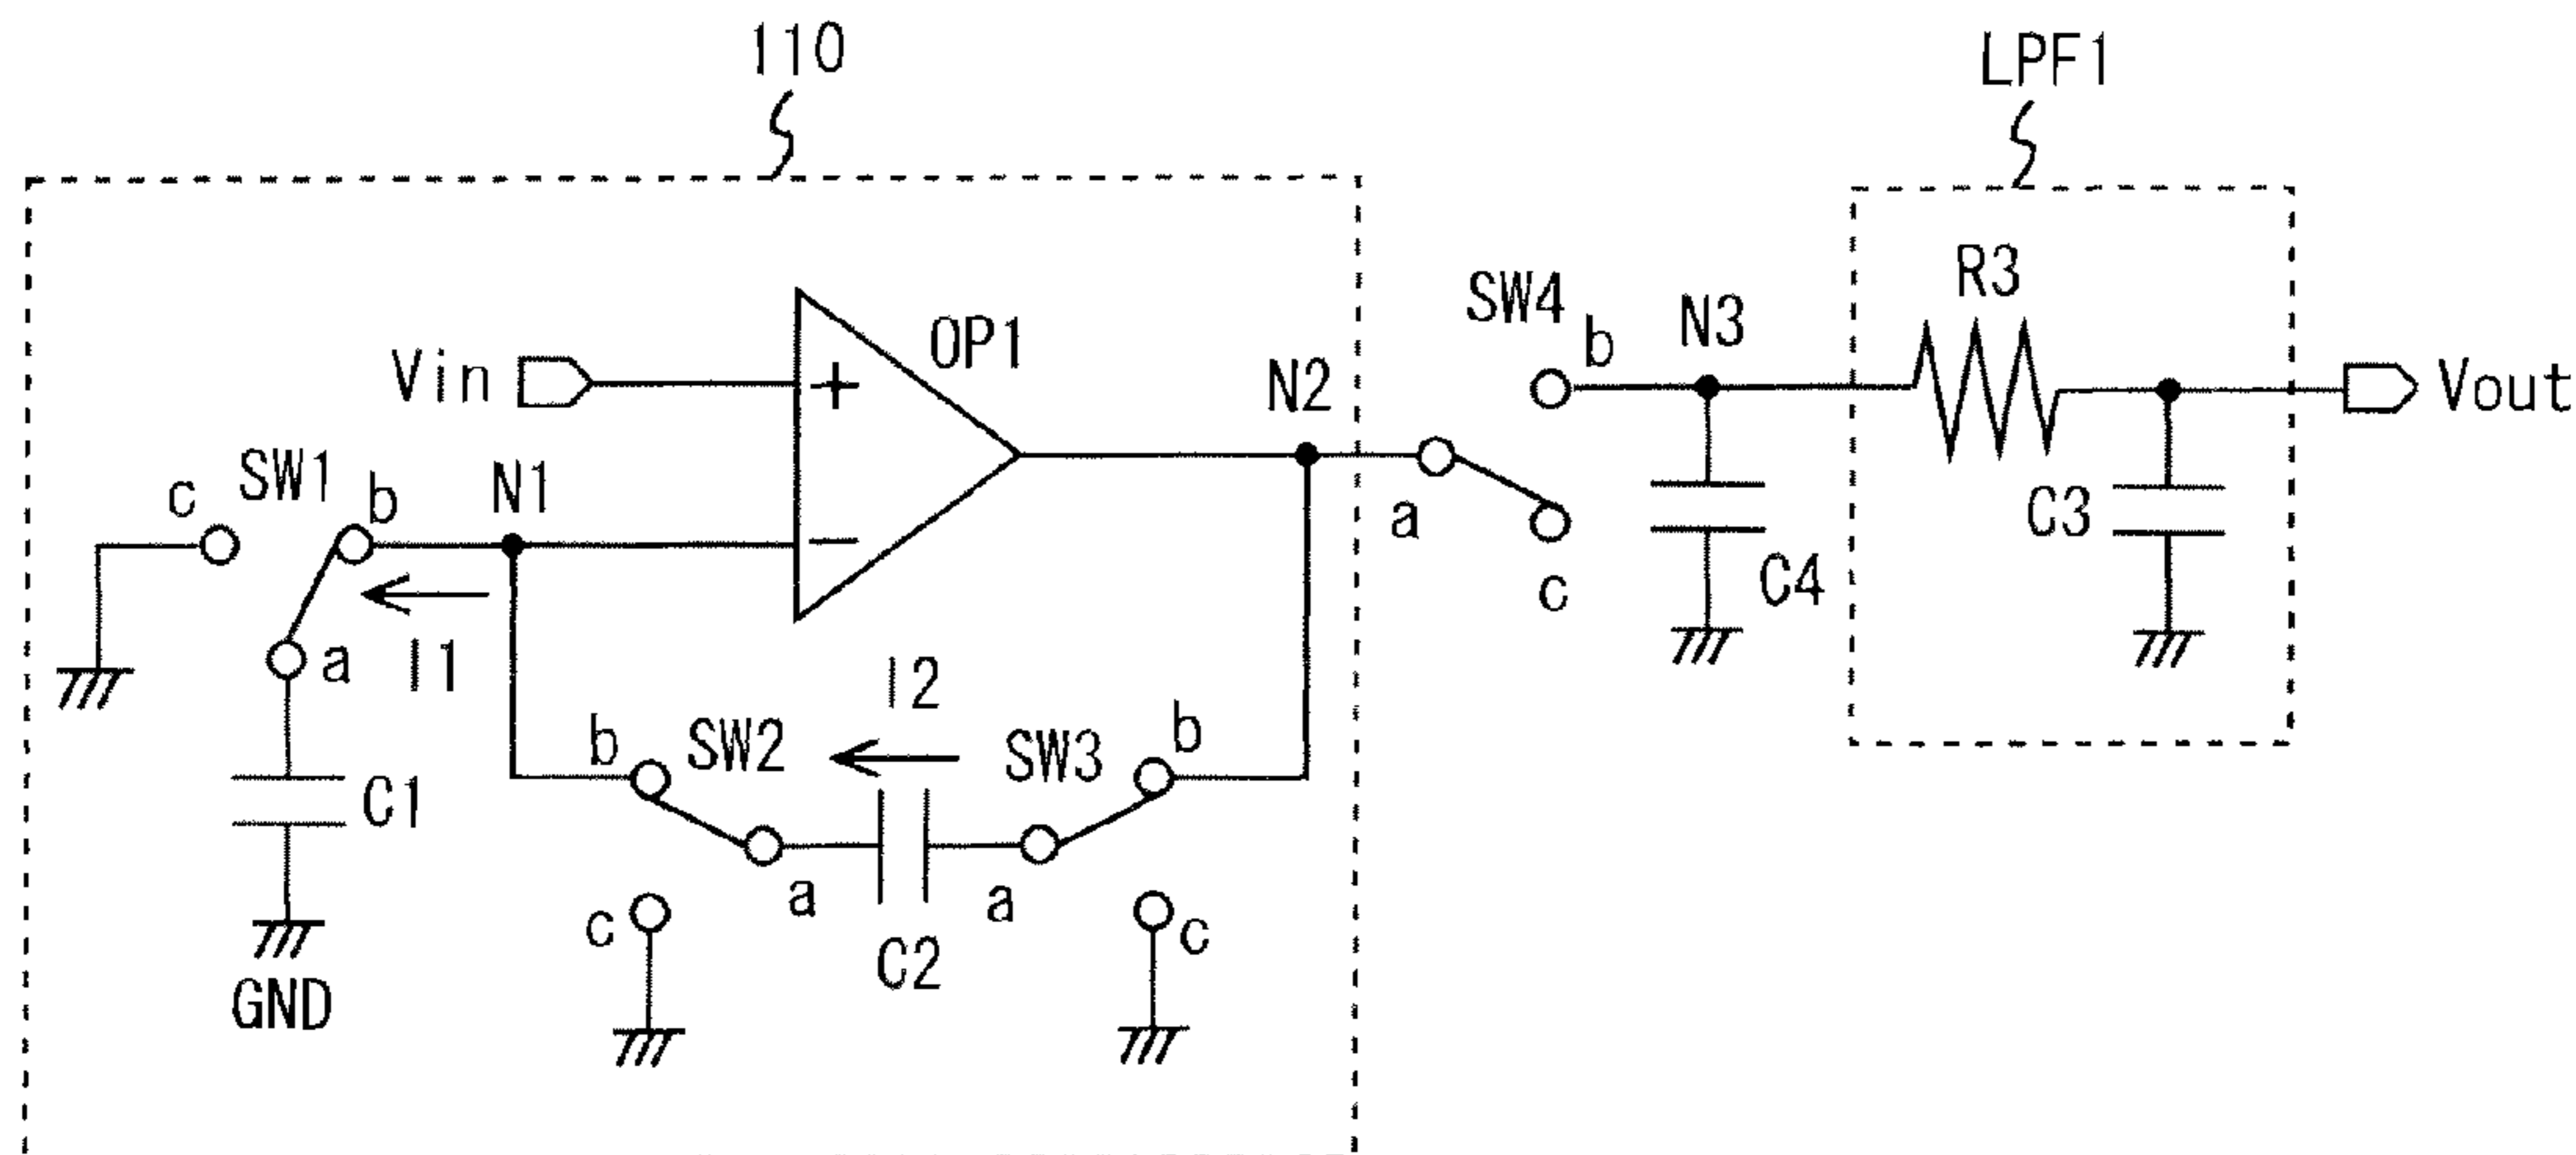 110
LPF1
R3
SW4
b
N3
OP1
Vin
+
N2
Vout
SW1
c
b
N1
a
C3
−
c
C4
a
I1
I2
b
SW2
SW3
b
C1
a
a
c
c
C2
GND